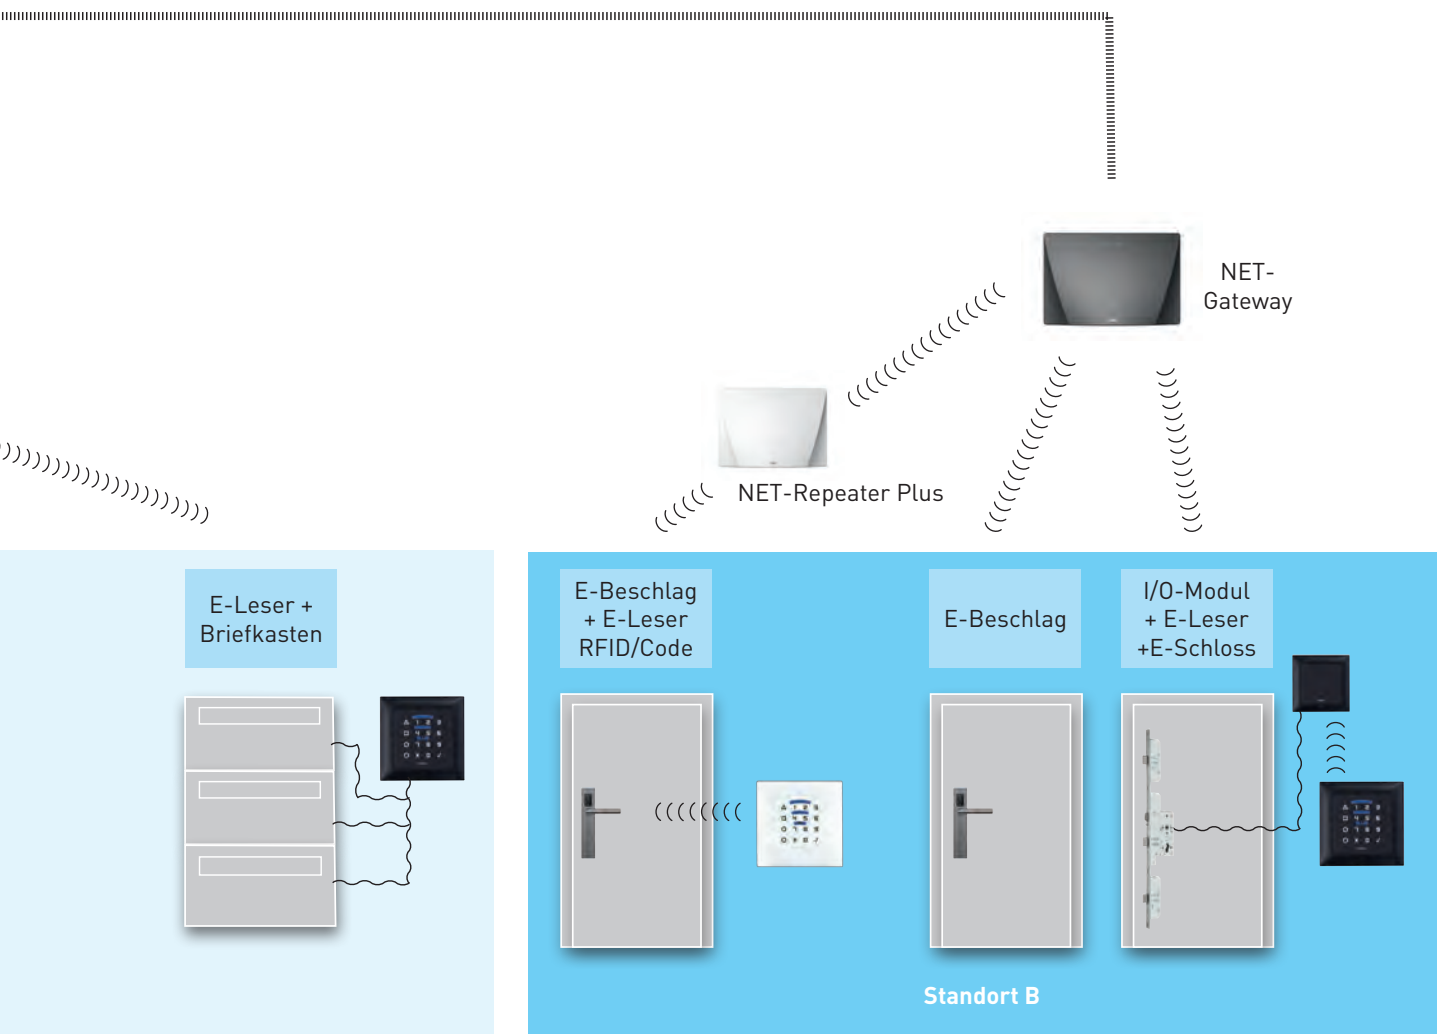 NET-
Gateway
NET-Repeater Plus
E-Leser +
Briefkasten
E-Beschlag
+ E-Leser
RFID/Code
E-Beschlag
I/O-Modul
+ E-Leser
+E-Schloss
Standort B